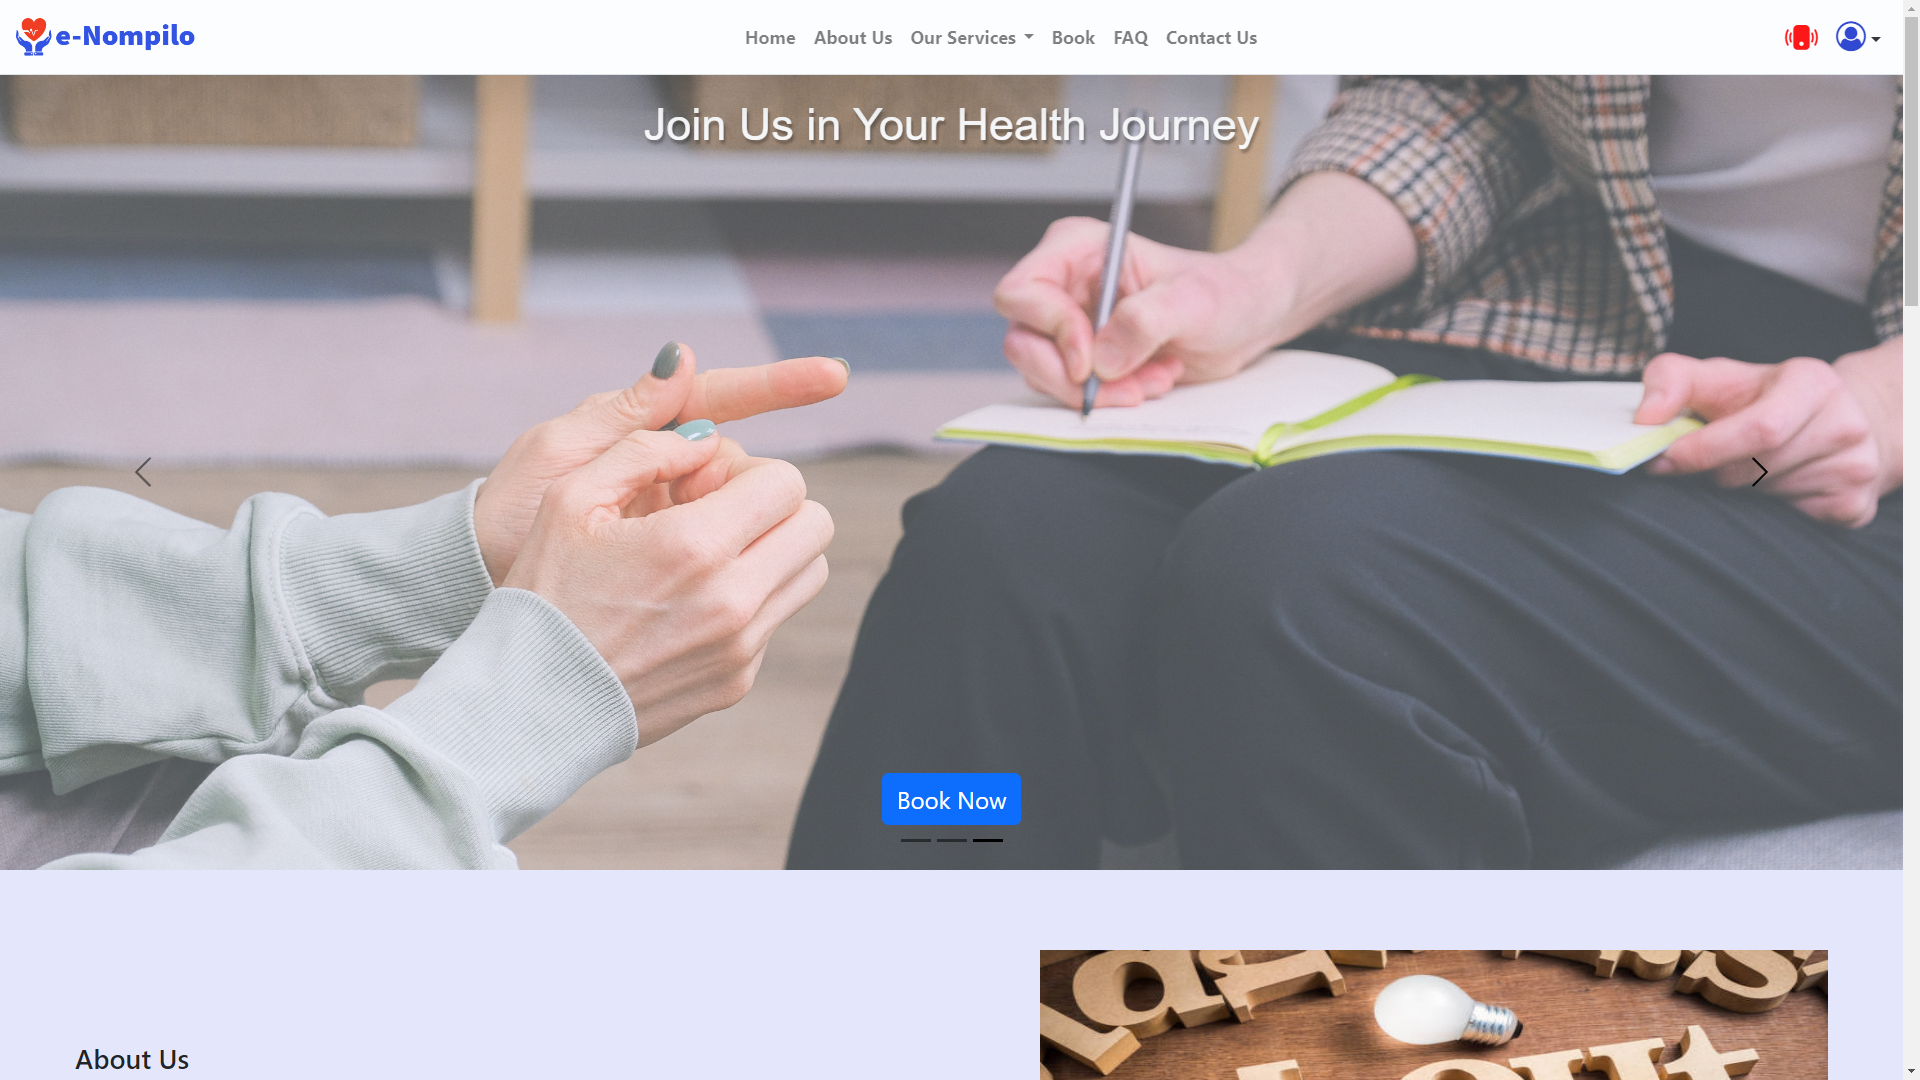 e-Nompilo
Home About Us Our Services Book FAQ Contact Us
Join Us in Your Health Journey
Book Now
About Us